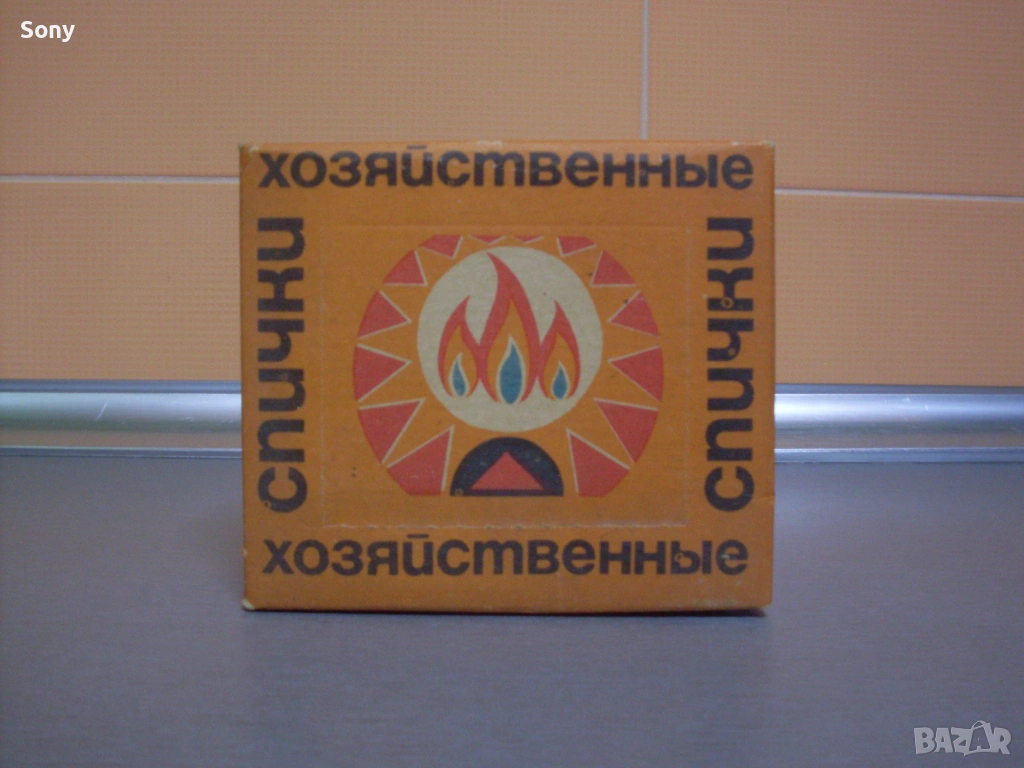 Sony
хозяйственные
спички
спички
хозяйственные
BAZAR